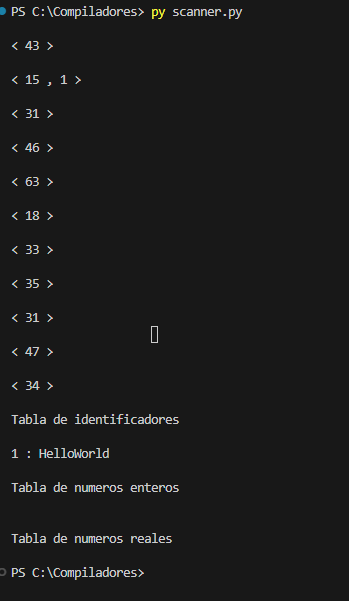 PS C:\Compiladores> py scanner.py
< 43 >
< 15 , 1 >
< 31 >
< 46 >
< 63 >
< 18 >
< 33 >
< 35 >
< 31 >
< 47 >
< 34 >
Tabla de identificadores
1 : HelloWorld
Tabla de numeros enteros
Tabla de numeros reales
PS C:\Compiladores>